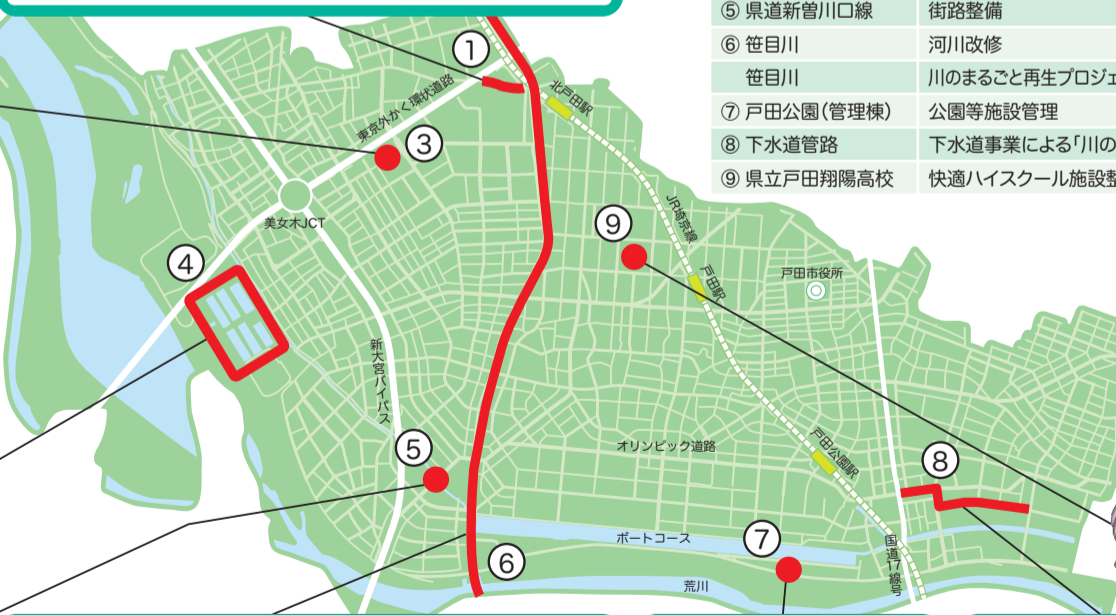 ⑤ 県道新曽川口線 街路整備
⑥ 笹目川 河川改修
笹目川 川のまるごと再生プロジェ
⑦ 戸田公園(管理棟) 公園等施設管理
⑧ 下水道管路 下水道事業による「川の
⑨ 県立戸田翔陽高校 快適ハイスクール施設整
①
北戸田駅
東京外かく環状道路
③
JR埼京線
⑨
美女木JCT
④
戸田駅
戸田市役所
新大宮バイパス
⑤
オリンピック道路
戸田公園駅
⑧
ボートコース
⑦
国道17線号
⑥
荒川